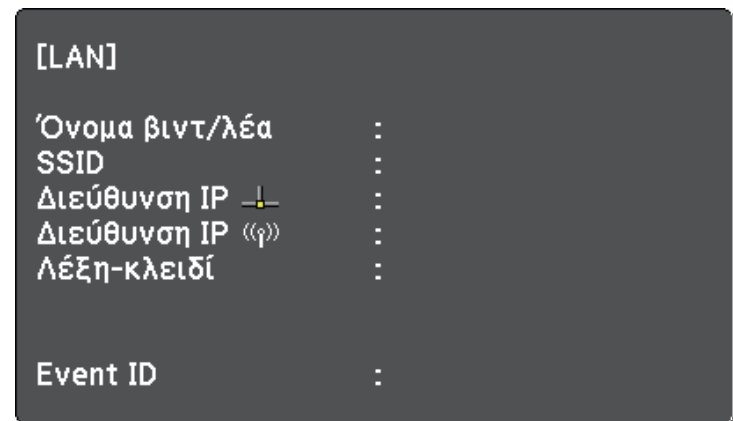 [LAN]
Όνομα βιντ/λέα :
SSID :
Διεύθυνση IP :
Διεύθυνση IP :
Λέξη-κλειδί :
Event ID :